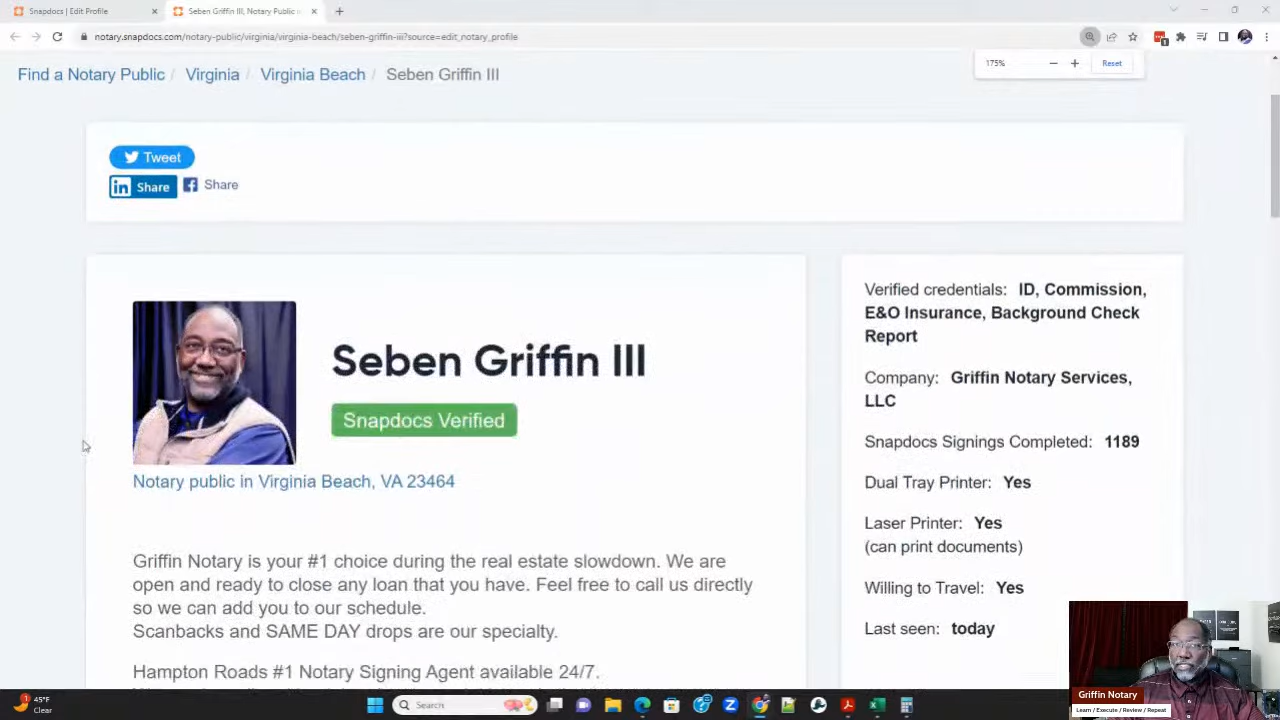 Snapdocs | Edit Profile
Seben Griffin III, Notary Public i
notary.snapdocs.com/notary-public/virginia/virginia-beach/seben-griffin-iii?source=edit_notary_profile
Find a Notary Public / Virginia / Virginia Beach / Seben Griffin III
175%
Reset
Tweet
in Share
Share
Seben Griffin III
Snapdocs Verified
Notary public in Virginia Beach, VA 23464
Griffin Notary is your #1 choice during the real estate slowdown. We are
open and ready to close any loan that you have. Feel free to call us directly
so we can add you to our schedule.
Scanbacks and SAME DAY drops are our specialty.
Hampton Roads #1 Notary Signing Agent available 24/7.
Verified credentials: ID, Commission,
E&O Insurance, Background Check
Report
Company: Griffin Notary Services,
LLC
Snapdocs Signings Completed: 1189
Dual Tray Printer: Yes
Laser Printer: Yes
(can print documents)
Willing to Travel: Yes
Last seen: today
Griffin Notary
Learn / Execute / Review / Repeat
1
45°F
Clear
Search